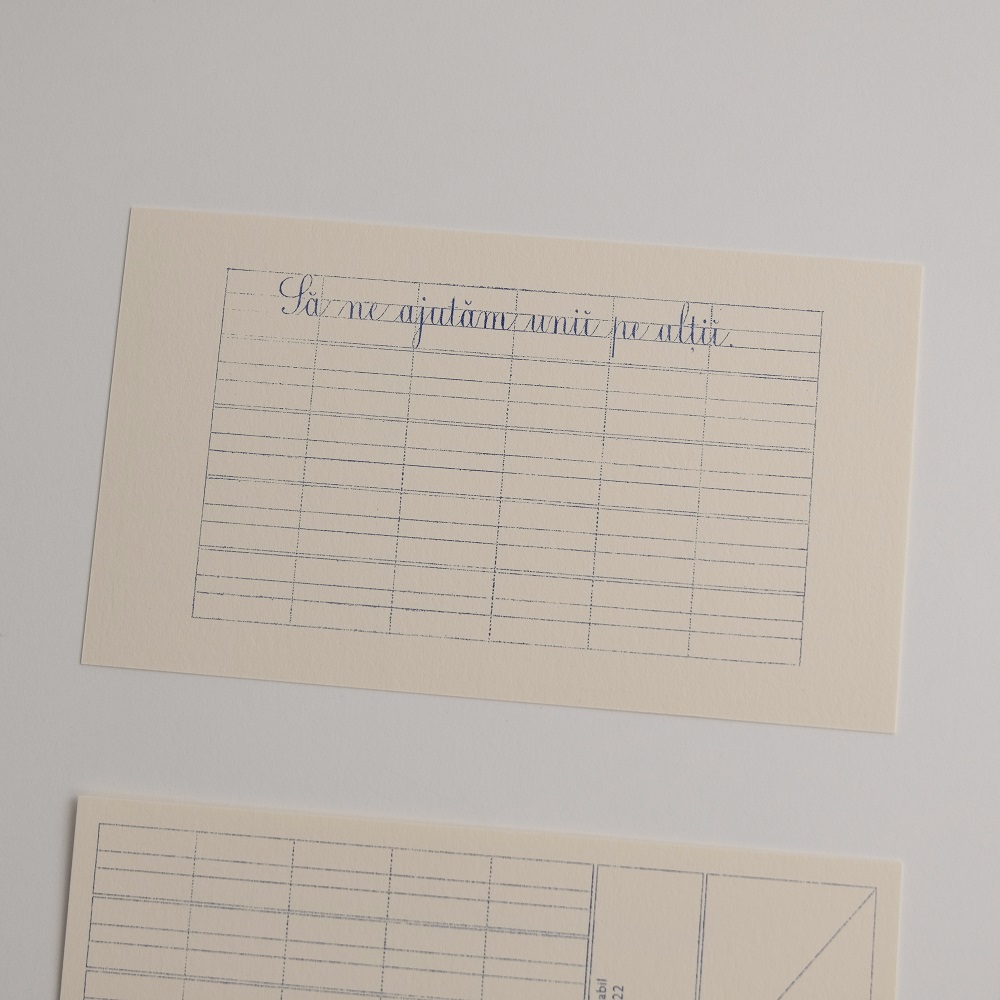 Să ne ajutăm unii pe alții.
abil
22